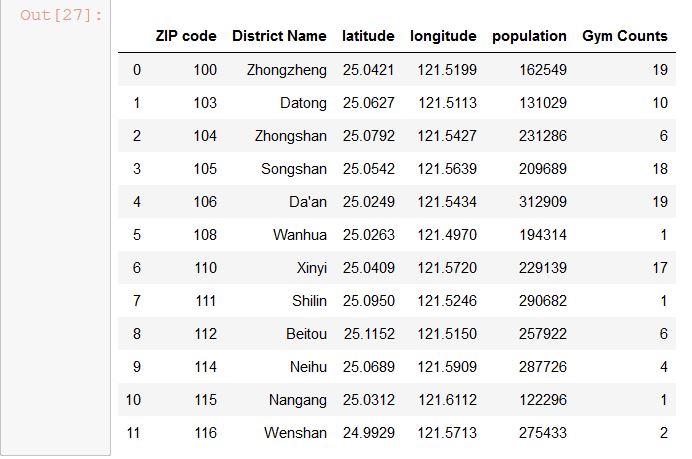 Out[27]:
ZIP code District Name latitude longitude population Gym Counts
0 100 Zhongzheng 25.0421 121.5199 162549 19
1 103 Datong 25.0627 121.5113 131029 10
2 104 Zhongshan 25.0792 121.5427 231286 6
3 105 Songshan 25.0542 121.5639 209689 18
4 106 Da'an 25.0249 121.5434 312909 19
5 108 Wanhua 25.0263 121.4970 194314 1
6 110 Xinyi 25.0409 121.5720 229139 17
7 111 Shilin 25.0950 121.5246 290682 1
8 112 Beitou 25.1152 121.5150 257922 6
9 114 Neihu 25.0689 121.5909 287726 4
10 115 Nangang 25.0312 121.6112 122296 1
11 116 Wenshan 24.9929 121.5713 275433 2